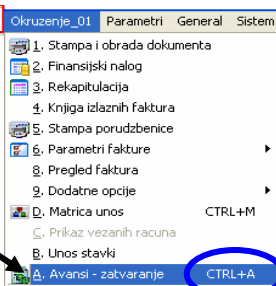 Okruzenje_01 Parametri General Sistem
1. Stampa i obrada dokumenta
2. Finansijski nalog
3. Rekapitulacija
4. Knjiga izlaznih faktura
5. Stampa porudzbenice
6. Parametri fakture
8. Pregled faktura
9. Dodatne opcije
D. Matrica unos CTRL+M
C. Prikaz vezanih racuna
B. Unos stavki
A. Avansi - zatvaranje CTRL+A